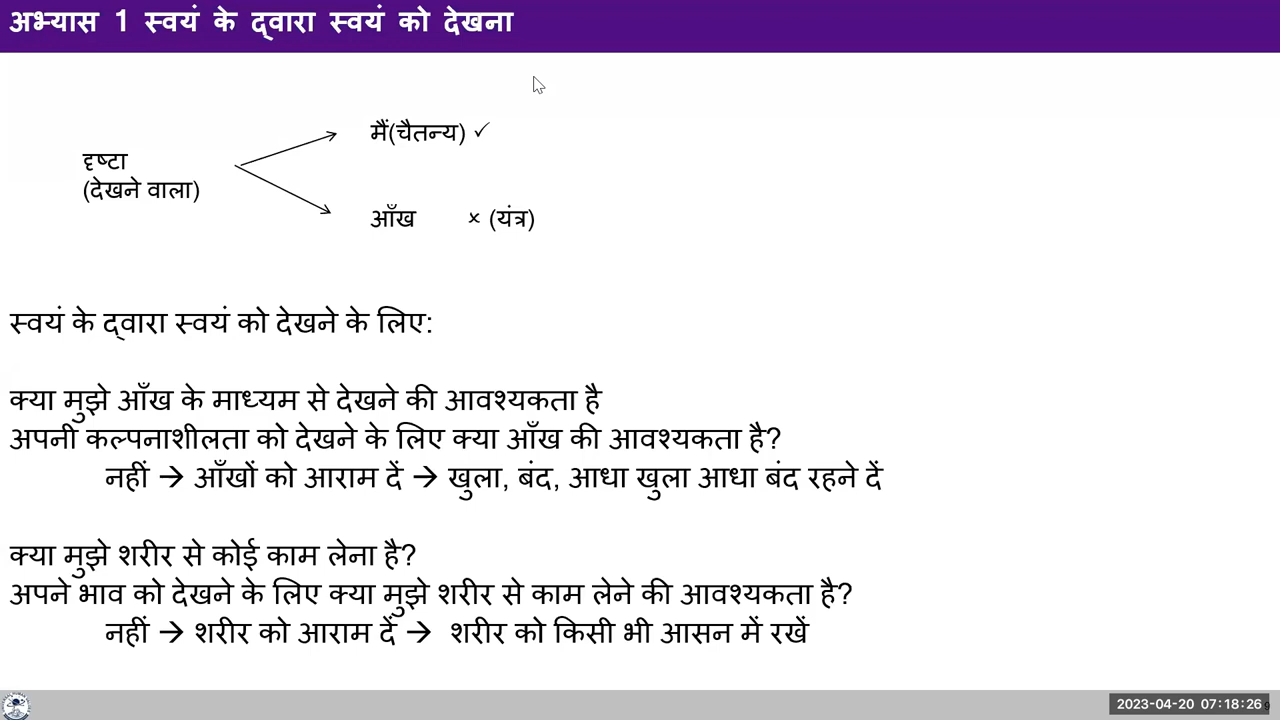 अभ्यास 1 स्वयं के द्वारा स्वयं को देखना
मैं(चैतन्य) ✓
दृष्टा
(देखने वाला)
आँख × (यंत्र)
स्वयं के द्वारा स्वयं को देखने के लिए:
क्या मुझे आँख के माध्यम से देखने की आवश्यकता है
अपनी कल्पनाशीलता को देखने के लिए क्या आँख की आवश्यकता है?
नहीं → आँखों को आराम दें → खुला, बंद, आधा खुला आधा बंद रहने दें
क्या मुझे शरीर से कोई काम लेना है?
अपने भाव को देखने के लिए क्या मुझे शरीर से काम लेने की आवश्यकता है?
नहीं → शरीर को आराम दें → शरीर को किसी भी आसन में रखें
2023-04-20 07:18:26